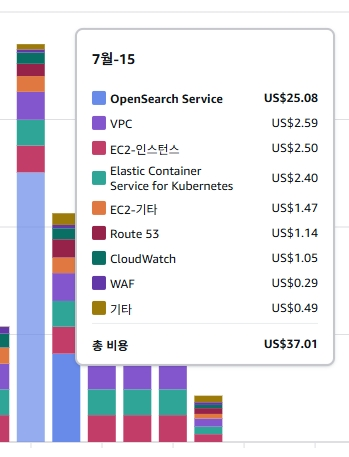 7월-15
OpenSearch Service US$25.08
VPC US$2.59
EC2-인스턴스 US$2.50
Elastic Container
Service for Kubernetes US$2.40
EC2-기타 US$1.47
Route 53 US$1.14
CloudWatch US$1.05
WAF US$0.29
기타 US$0.49
총 비용 US$37.01